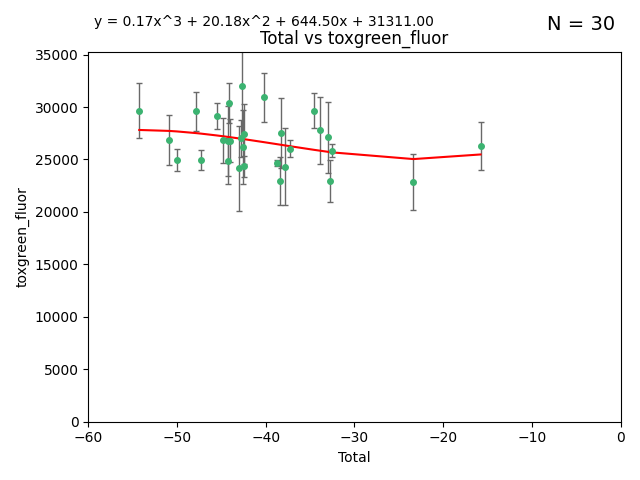 y = 0.17x^3 + 20.18x^2 + 644.50x + 31311.00
N = 30
Total vs toxgreen_fluor
35000
30000
25000
20000
15000
10000
5000
0
toxgreen_fluor
−60 −50 −40 −30 −20 −10 0
Total